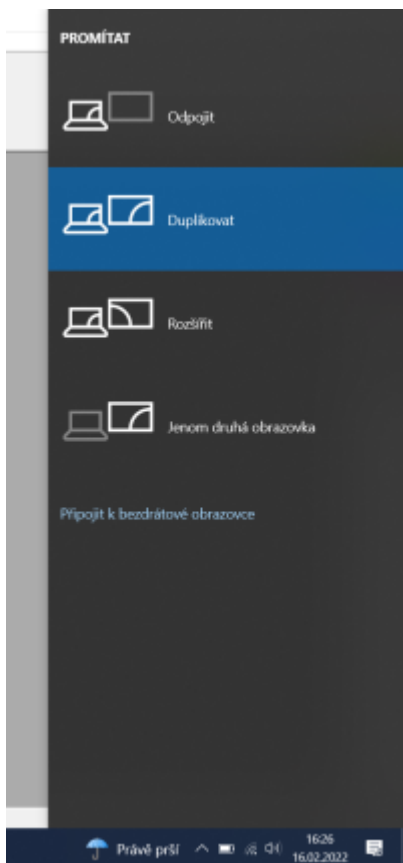 PROMÍTAT
Odpojit
Duplikovat
Rozšířit
Jenom druhá obrazovka
Připojit k bezdrátové obrazovce
Právě prší
16:26
16.02.2022